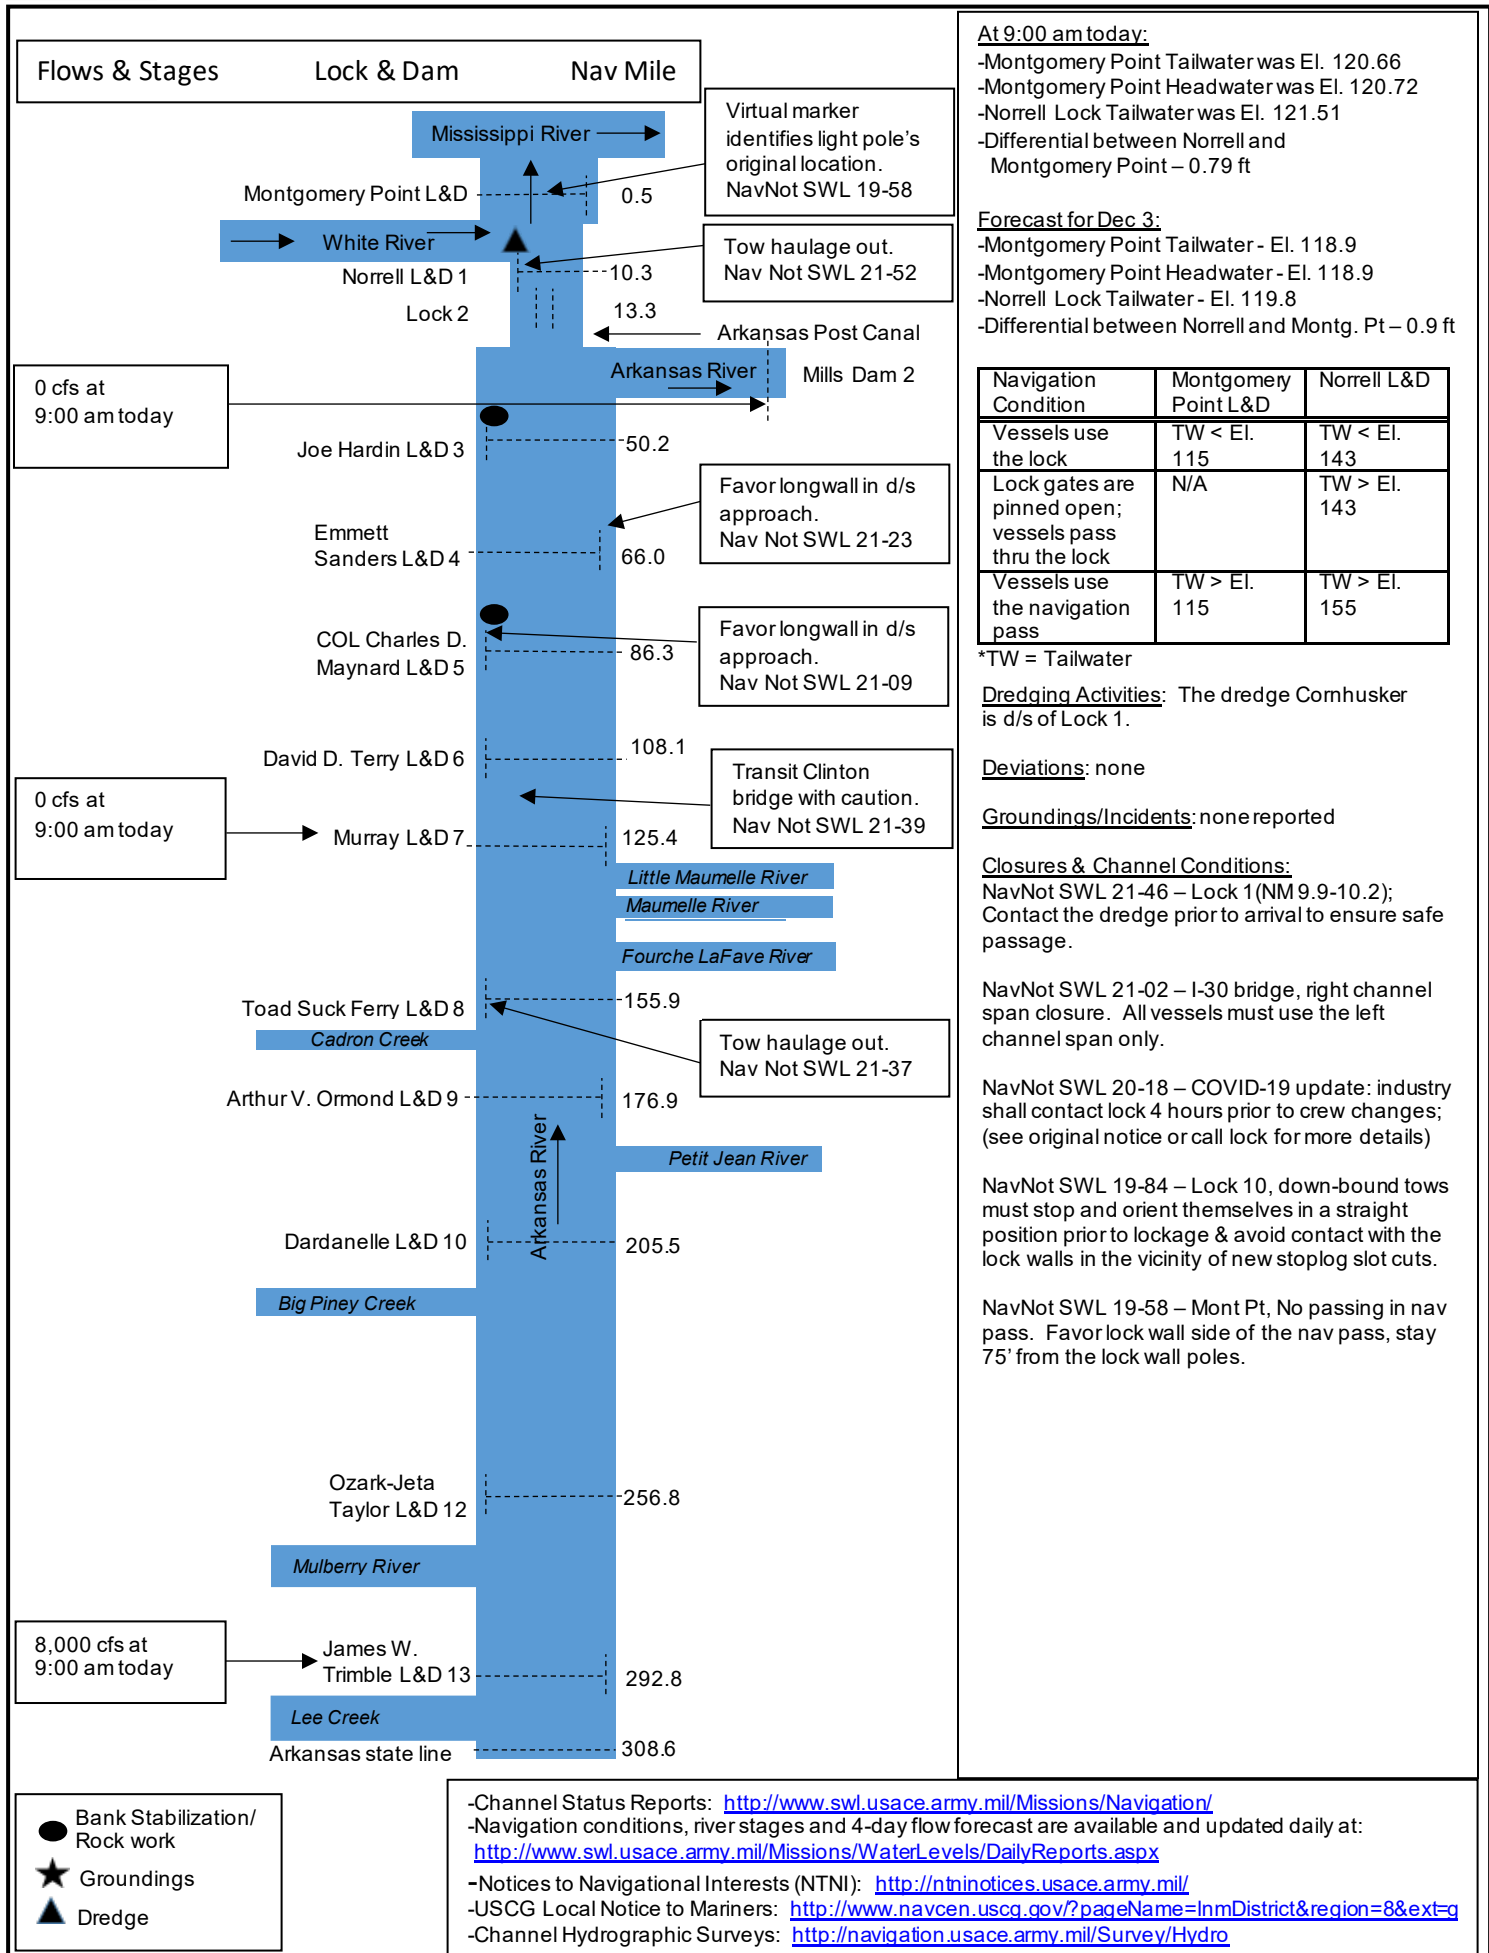 Flows & Stages Lock & Dam Nav Mile
Mississippi River
Virtual marker
identifies light pole's
original location.
NavNot SWL 19-58
Montgomery Point L&D
0.5
White River
Tow haulage out.
Nav Not SWL 21-52
Norrell L&D 1
10.3
Lock 2
13.3
Arkansas Post Canal
Arkansas River
Mills Dam 2
0 cfs at
9:00 am today
Joe Hardin L&D 3
50.2
Favor longwall in d/s
approach.
Nav Not SWL 21-23
Emmett
Sanders L&D 4
66.0
Favor longwall in d/s
approach.
Nav Not SWL 21-09
COL Charles D.
Maynard L&D 5
86.3
David D. Terry L&D 6
108.1
Transit Clinton
bridge with caution.
Nav Not SWL 21-39
0 cfs at
9:00 am today
Murray L&D 7
125.4
Little Maumelle River
Maumelle River
Fourche LaFave River
Toad Suck Ferry L&D 8
155.9
Cadron Creek
Tow haulage out.
Nav Not SWL 21-37
Arthur V. Ormond L&D 9
176.9
Arkansas River
Petit Jean River
Dardanelle L&D 10
205.5
Big Piney Creek
Ozark-Jeta
Taylor L&D 12
256.8
Mulberry River
8,000 cfs at
9:00 am today
James W.
Trimble L&D 13
292.8
Lee Creek
Arkansas state line
308.6
At 9:00 am today:
-Montgomery Point Tailwater was El. 120.66
-Montgomery Point Headwater was El. 120.72
-Norrell Lock Tailwater was El. 121.51
-Differential between Norrell and
Montgomery Point – 0.79 ft
Forecast for Dec 3:
-Montgomery Point Tailwater - El. 118.9
-Montgomery Point Headwater - El. 118.9
-Norrell Lock Tailwater - El. 119.8
-Differential between Norrell and Montg. Pt – 0.9 ft
Navigation Montgomery Norrell L&D
Condition Point L&D
Vessels use TW < El. TW < El.
the lock 115 143
Lock gates are N/A TW > El.
pinned open; 143
vessels pass
thru the lock
Vessels use TW > El. TW > El.
the navigation 115 155
pass
*TW = Tailwater
Dredging Activities: The dredge Cornhusker
is d/s of Lock 1.
Deviations: none
Groundings/Incidents: none reported
Closures & Channel Conditions:
NavNot SWL 21-46 – Lock 1(NM 9.9-10.2);
Contact the dredge prior to arrival to ensure safe
passage.
NavNot SWL 21-02 – I-30 bridge, right channel
span closure. All vessels must use the left
channel span only.
NavNot SWL 20-18 – COVID-19 update: industry
shall contact lock 4 hours prior to crew changes;
(see original notice or call lock for more details)
NavNot SWL 19-84 – Lock 10, down-bound tows
must stop and orient themselves in a straight
position prior to lockage & avoid contact with the
lock walls in the vicinity of new stoplog slot cuts.
NavNot SWL 19-58 – Mont Pt, No passing in nav
pass. Favor lock wall side of the nav pass, stay
75' from the lock wall poles.
Bank Stabilization/
Rock work
Groundings
Dredge
-Channel Status Reports: http://www.swl.usace.army.mil/Missions/Navigation/
-Navigation conditions, river stages and 4-day flow forecast are available and updated daily at:
http://www.swl.usace.army.mil/Missions/WaterLevels/DailyReports.aspx
-Notices to Navigational Interests (NTNI): http://ntninotices.usace.army.mil/
-USCG Local Notice to Mariners: http://www.navcen.uscg.gov/?pageName=lnmDistrict&region=8&ext=g
-Channel Hydrographic Surveys: http://navigation.usace.army.mil/Survey/Hydro